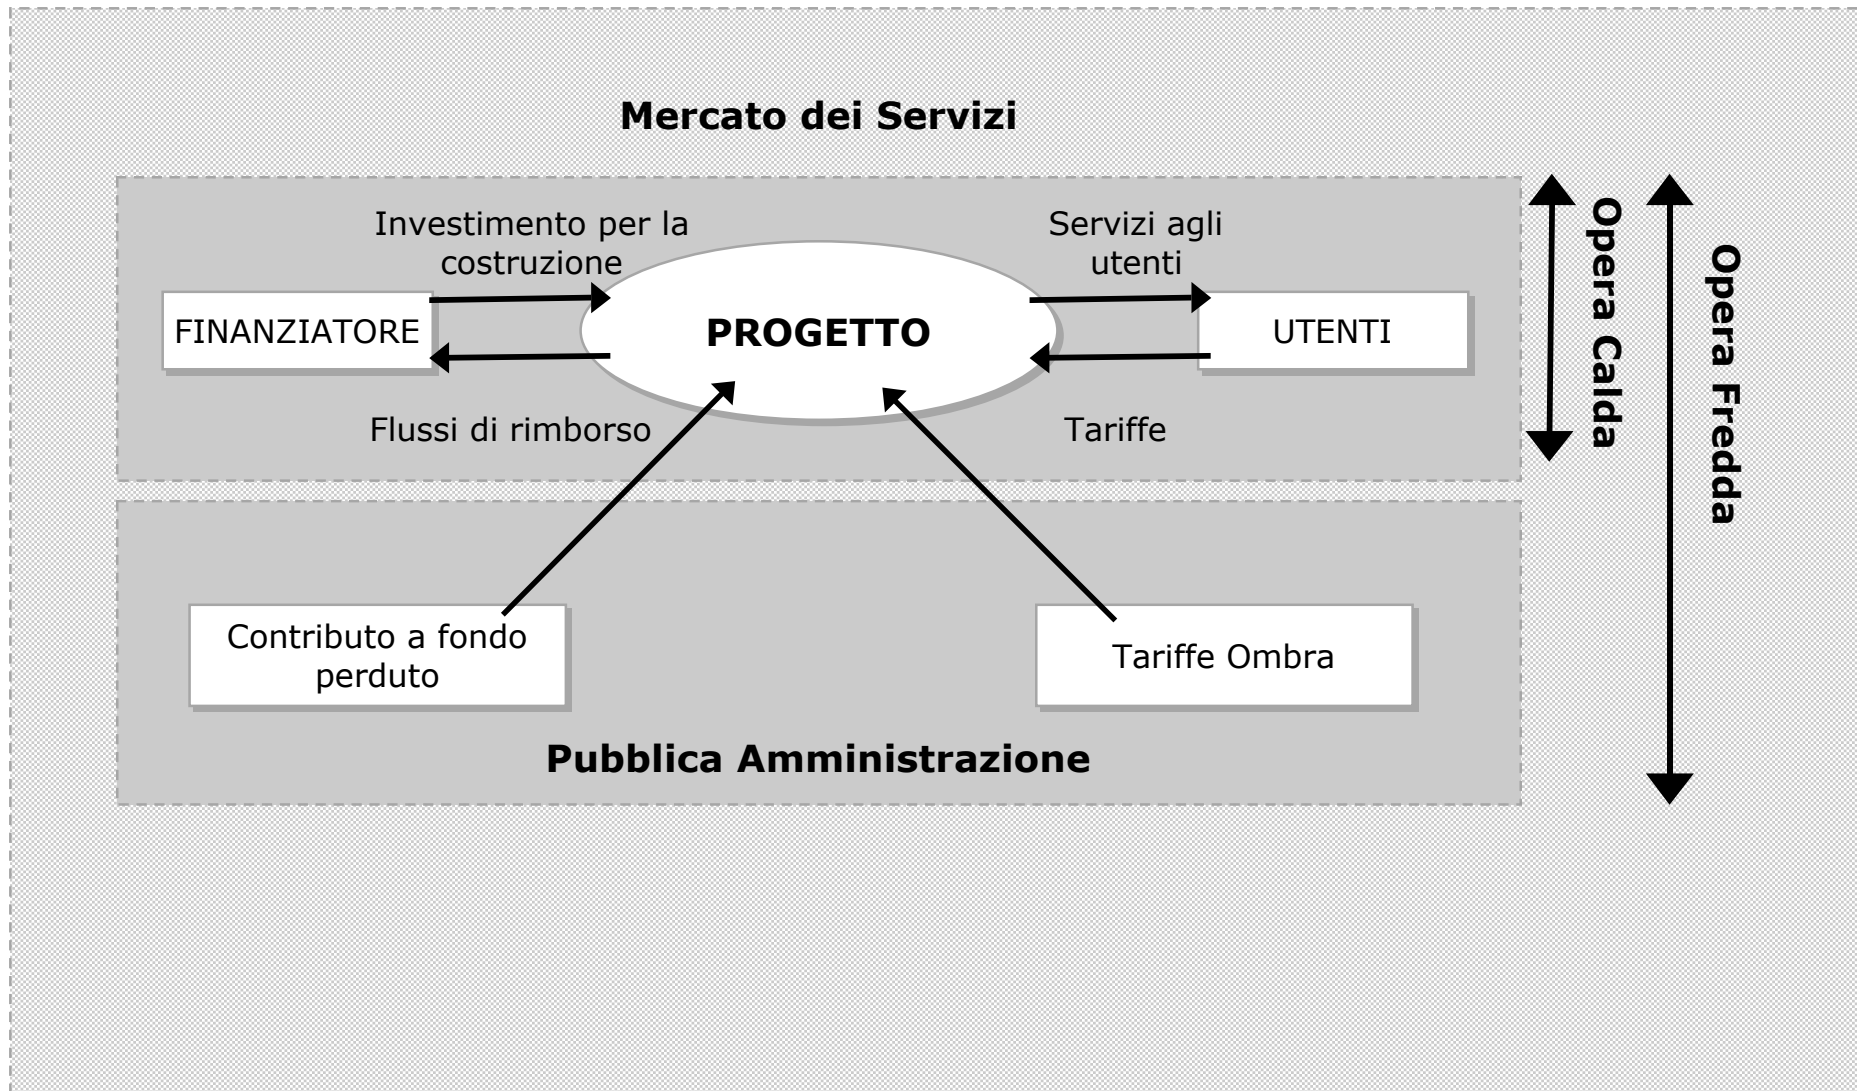 Mercato dei Servizi
Investimento per la
costruzione
Servizi agli
utenti
FINANZIATORE
PROGETTO
UTENTI
Flussi di rimborso
Tariffe
Opera Calda
Opera Fredda
Contributo a fondo
perduto
Tariffe Ombra
Pubblica Amministrazione